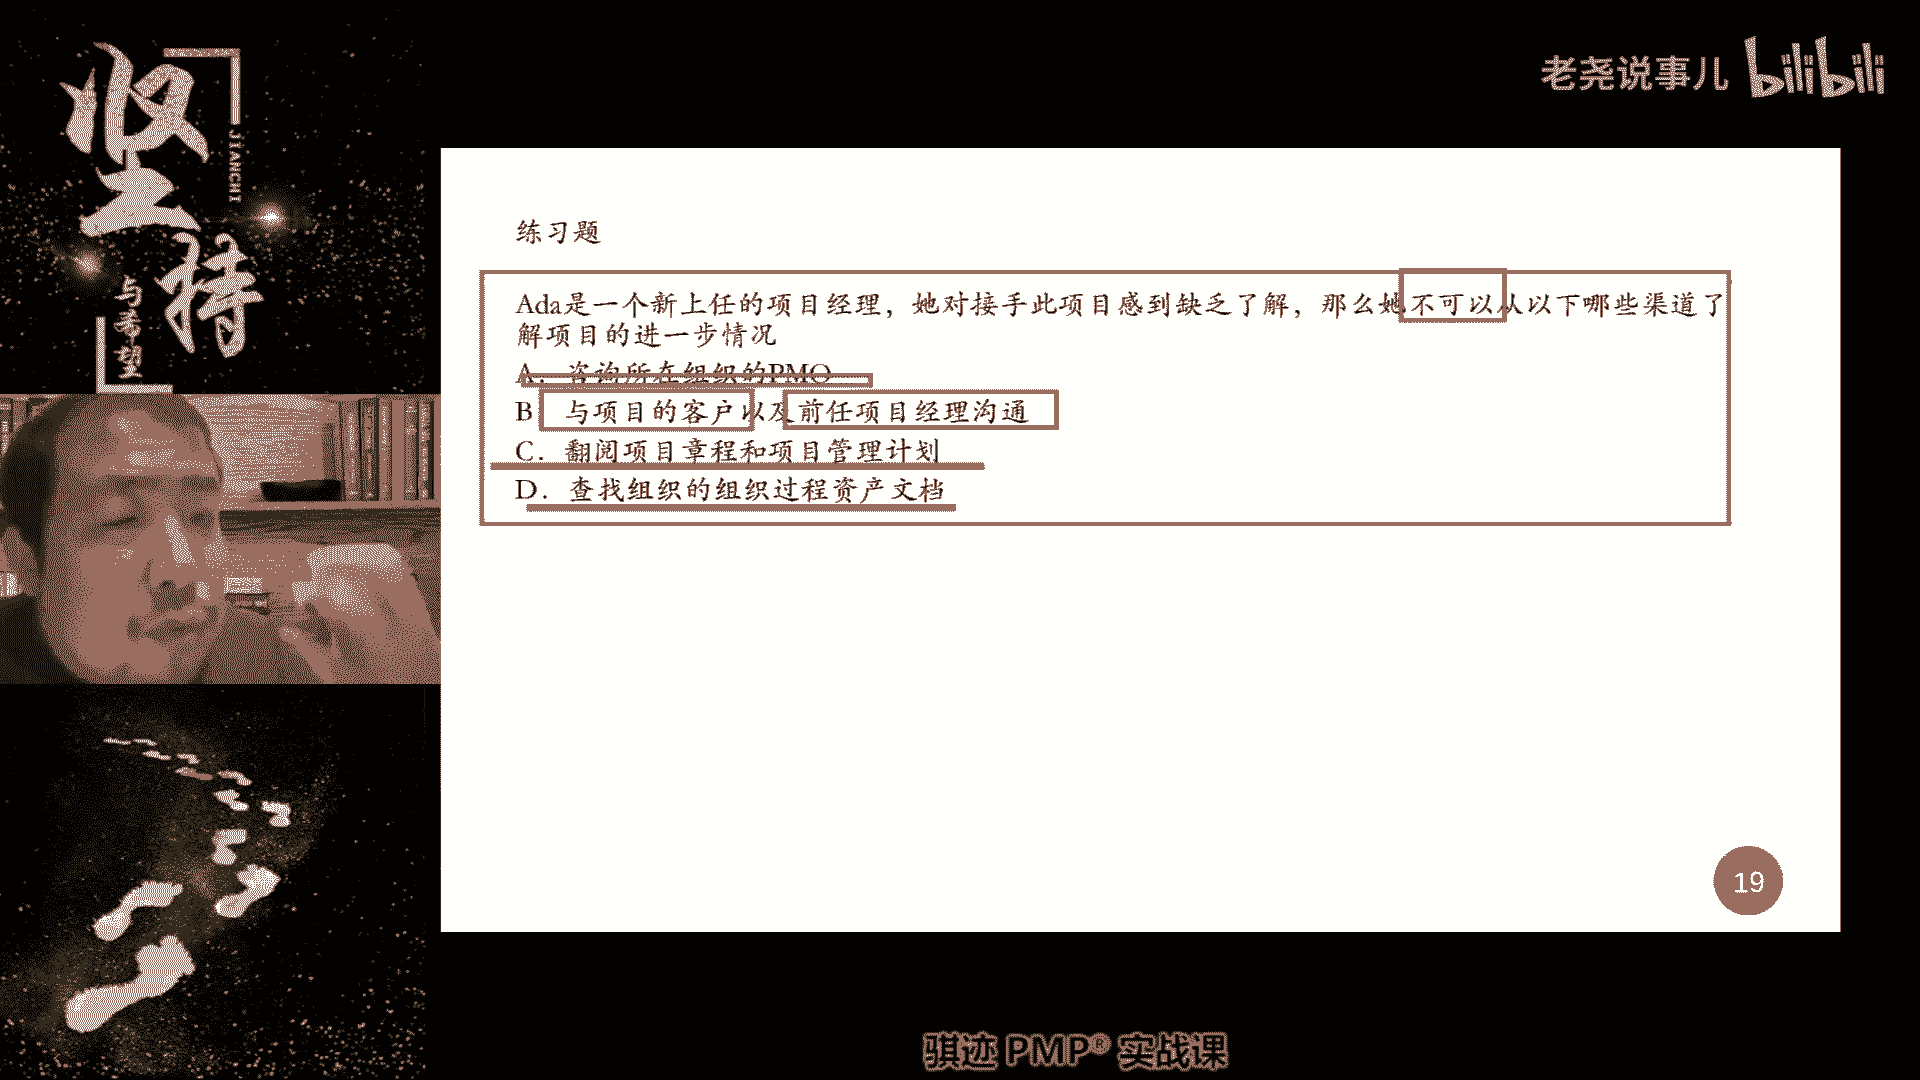 坚持
JIANCHI
与希望
老尧说事儿 bilibili
练习题
Ada是一个新上任的项目经理，她对接手此项目感到缺乏了解，那么她不可以从以下哪些渠道了
解项目的进一步情况
A．咨询所在组织的PMO
B 与项目的客户以及前任项目经理沟通
C．翻阅项目章程和项目管理计划
D．查找组织的组织过程资产文档
19
骐迹 PMP® 实战课